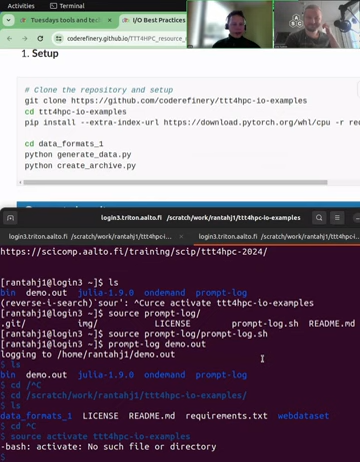 Activities Terminal
Tuesdays tools and tech
I/O Best Practices
coderefinery.github.io/TTT4HPC_resource_
1. Setup
# Clone the repository and setup
git clone https://github.com/coderefinery/ttt4hpc-io-examples
cd ttt4hpc-io-examples
pip install --extra-index-url https://download.pytorch.org/whl/cpu -r rec
cd data_formats_1
python generate_data.py
python create_archive.py
login3.triton.aalto.fi /scratch/work/rantahj1/ttt4hpc-io-examples
login3.triton.aalto.fi /scratch/work/rantahj1/ttt4hpc-i...
login3.triton.aalto.fi /scratch/work/rantahj1/ttt4hpc-io-exam...
https://scicomp.aalto.fi/training/scip/ttt4hpc-2024/
[rantahj1@login3 ~]$ ls
bin demo.out julia-1.9.0 ondemand prompt-log
(reverse-i-search)`sour': ^Curce activate ttt4hpc-io-examples
[rantahj1@login3 ~]$ source prompt-log/
.git/ img/ LICENSE prompt-log.sh README.md
[rantahj1@login3 ~]$ source prompt-log/prompt-log.sh
[rantahj1@login3 ~]$ prompt-log demo.out
logging to /home/rantahj1/demo.out
$ ls
bin demo.out julia-1.9.0 ondemand prompt-log
$ cd /^C
$ cd /scratch/work/rantahj1/ttt4hpc-io-examples/
$ ls
data_formats_1 LICENSE README.md requirements.txt webdataset
$ cd ^C
$ source activate ttt4hpc-io-examples
-bash: activate: No such file or directory
$